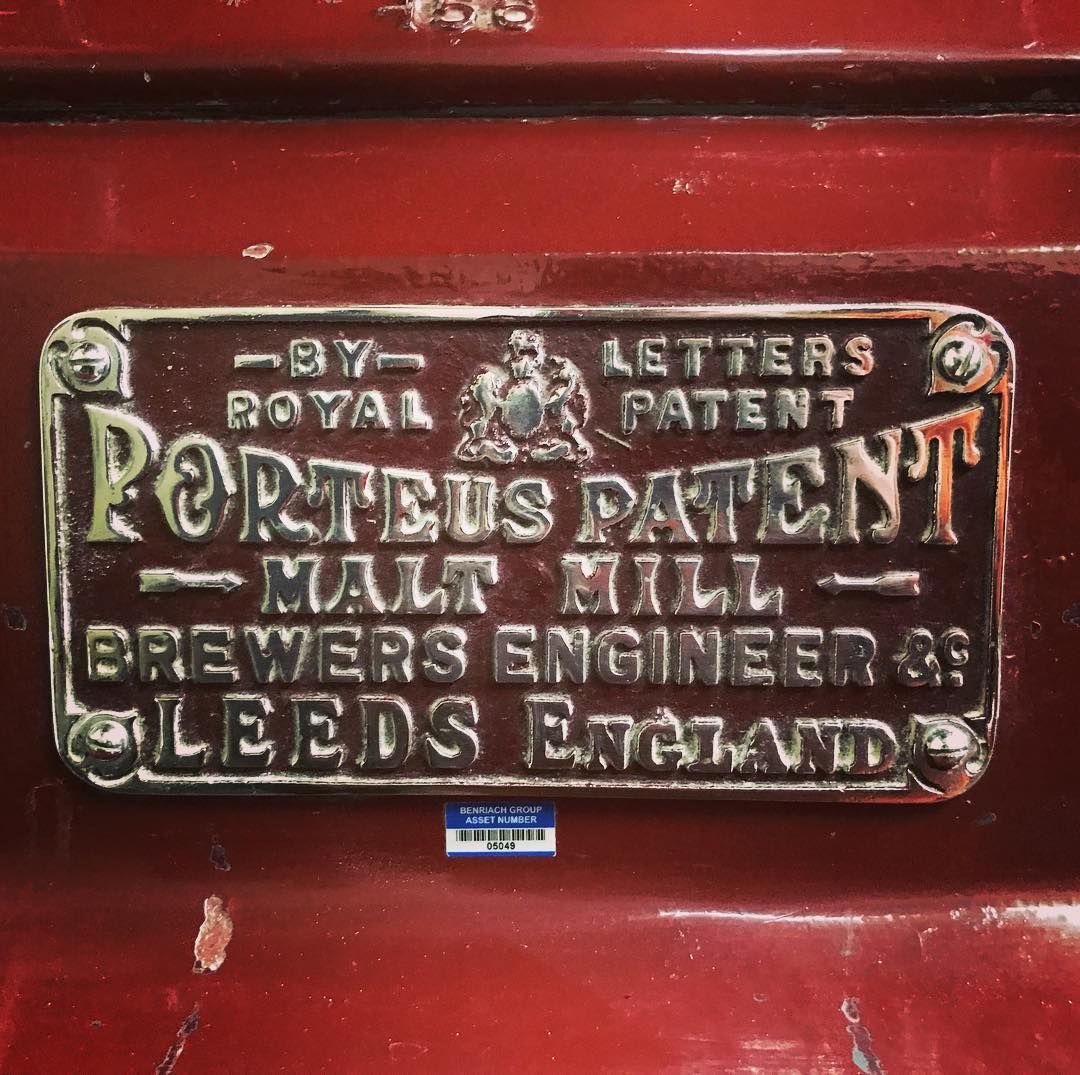 -BY-
ROYAL
LETTERS
PATENT
PORTEUS PATENT
MALT MILL
BREWERS ENGINEER &C
LEEDS ENGLAND
BENRIACH GROUP
ASSET NUMBER
05049